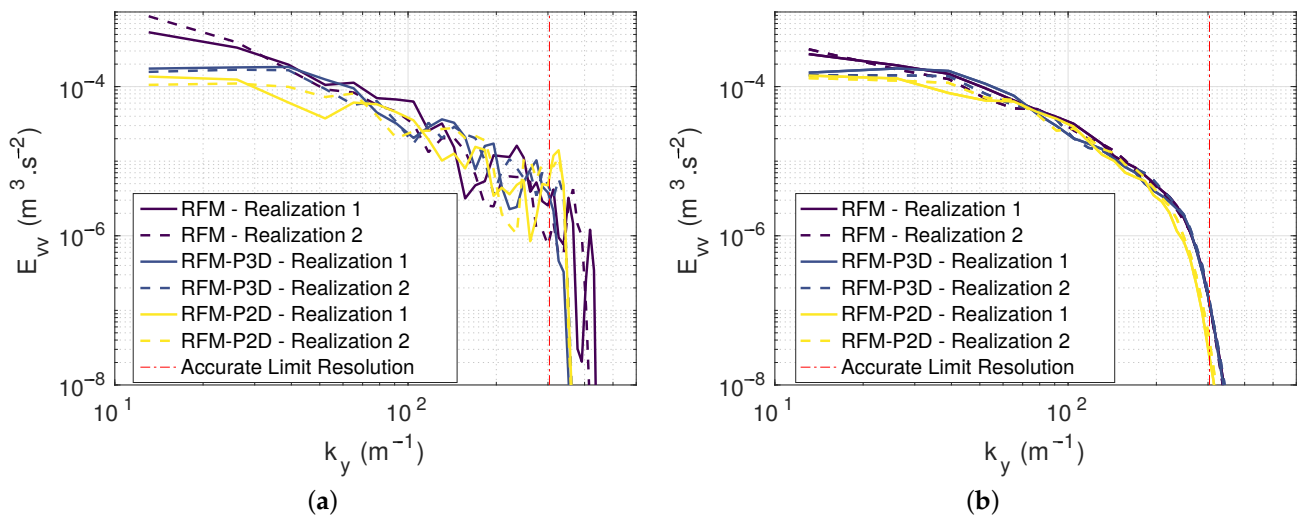 10^-4
10^-6
10^-8
E_vv (m^3.s^-2)
RFM - Realization 1
RFM - Realization 2
RFM-P3D - Realization 1
RFM-P3D - Realization 2
RFM-P2D - Realization 1
RFM-P2D - Realization 2
Accurate Limit Resolution
10^1 10^2
k_y (m^-1)
(a)
10^-4
10^-6
10^-8
E_vv (m^3.s^-2)
RFM - Realization 1
RFM - Realization 2
RFM-P3D - Realization 1
RFM-P3D - Realization 2
RFM-P2D - Realization 1
RFM-P2D - Realization 2
Accurate Limit Resolution
10^1 10^2
k_y (m^-1)
(b)